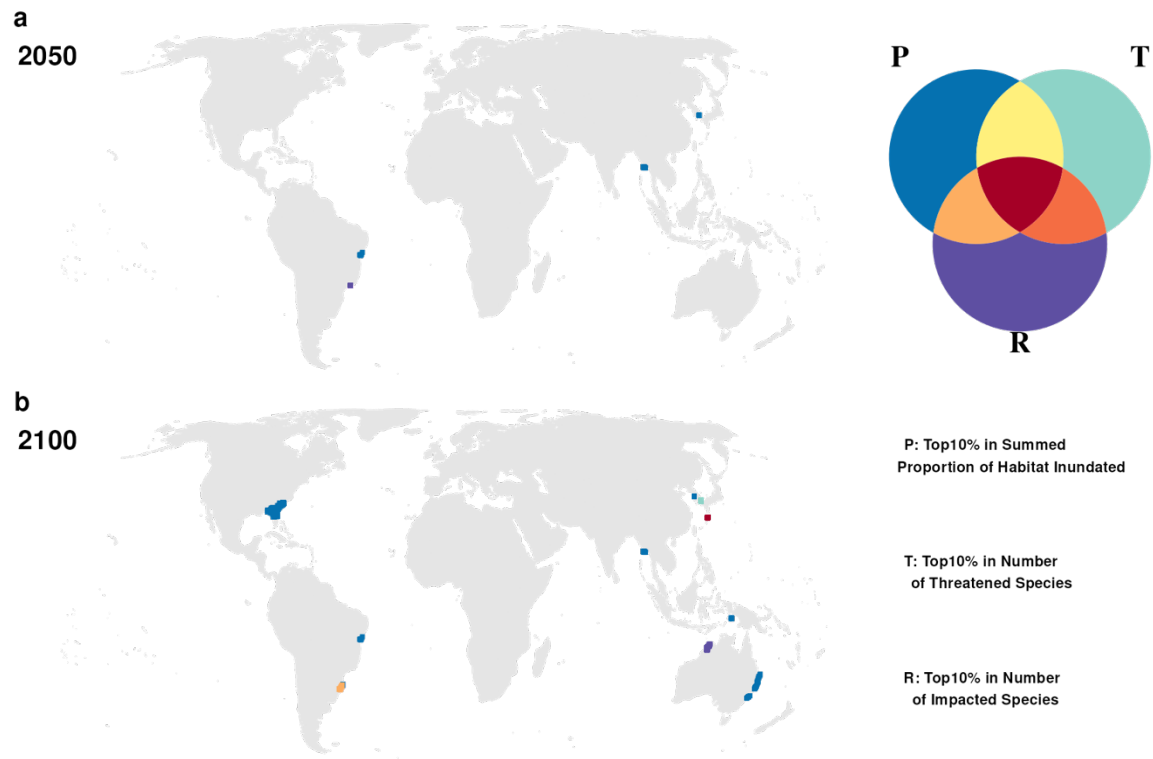 a
2050
P
T
R
b
2100
P: Top10% in Summed
Proportion of Habitat Inundated
T: Top10% in Number
of Threatened Species
R: Top10% in Number
of Impacted Species